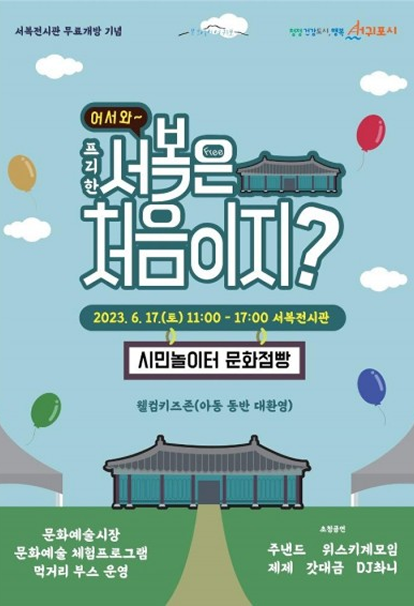 서복전시관 무료개방 기념
청정건강도시, 행복 서귀포시
어서와~
프리한
서복은
free
처음이지?
2023. 6. 17.(토) 11:00 - 17:00 서복전시관
시민놀이터 문화점빵
웰컴키즈존(아동 동반 대환영)
문화예술시장
문화예술 체험프로그램
먹거리 부스 운영
초청공연
주낸드 위스키계모임
제제 갓대금 DJ화니